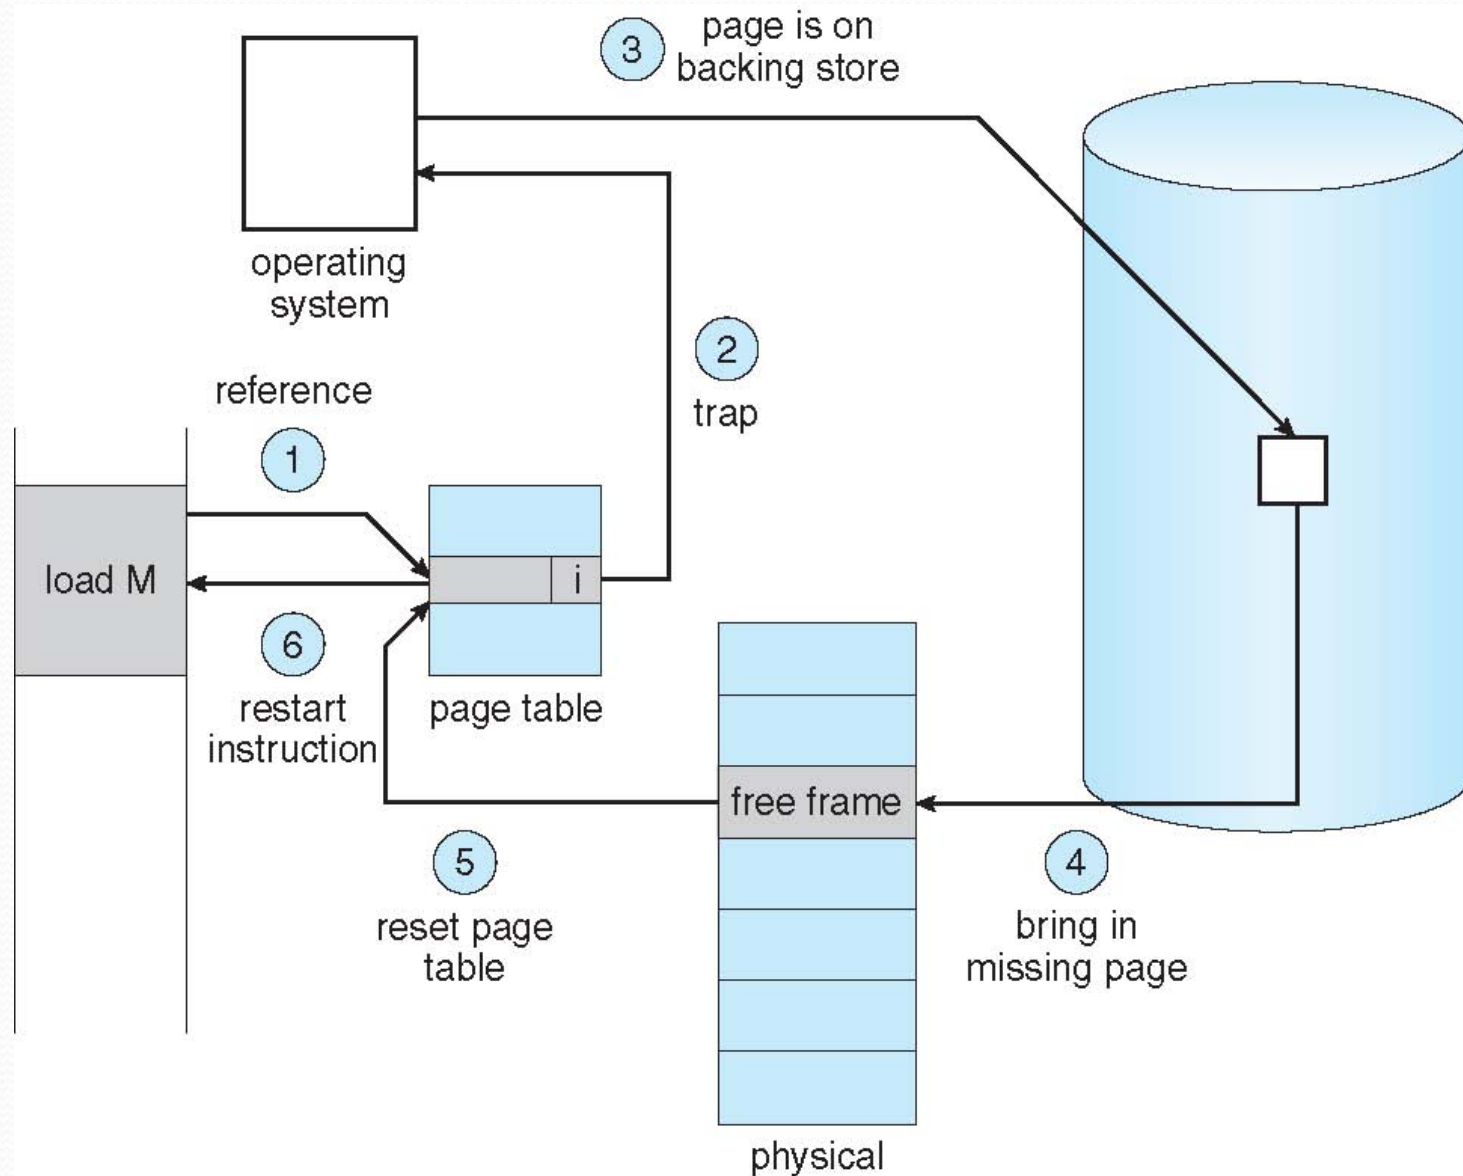 3
page is on
backing store
operating
system
2
trap
reference
1
load M
i
6
restart
instruction
page table
free frame
5
reset page
table
4
bring in
missing page
physical